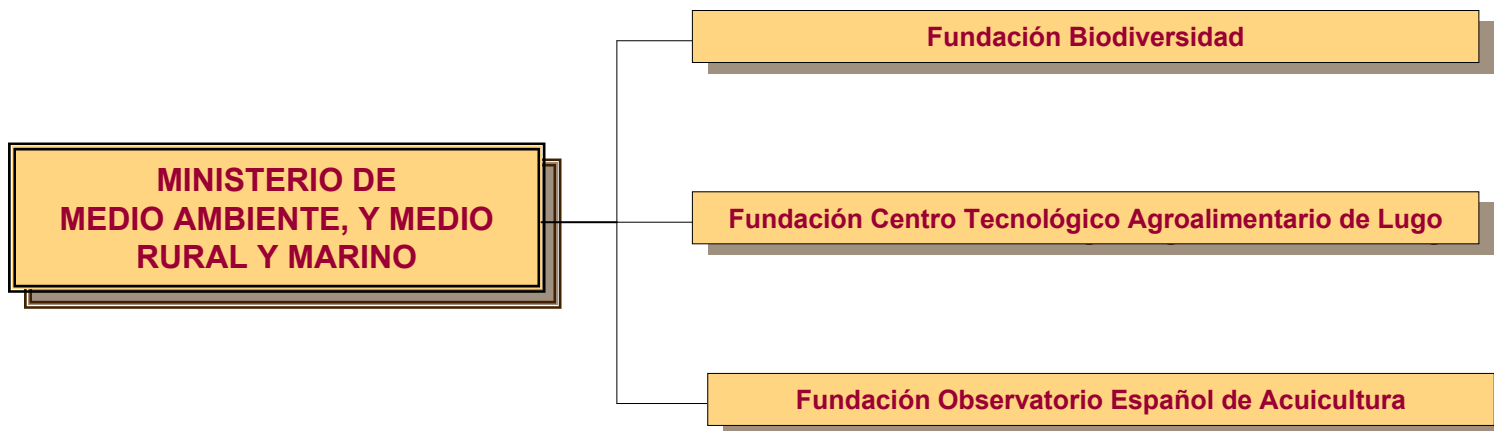 Fundación Biodiversidad
MINISTERIO DE
MEDIO AMBIENTE, Y MEDIO
RURAL Y MARINO
Fundación Centro Tecnológico Agroalimentario de Lugo
Fundación Observatorio Español de Acuicultura